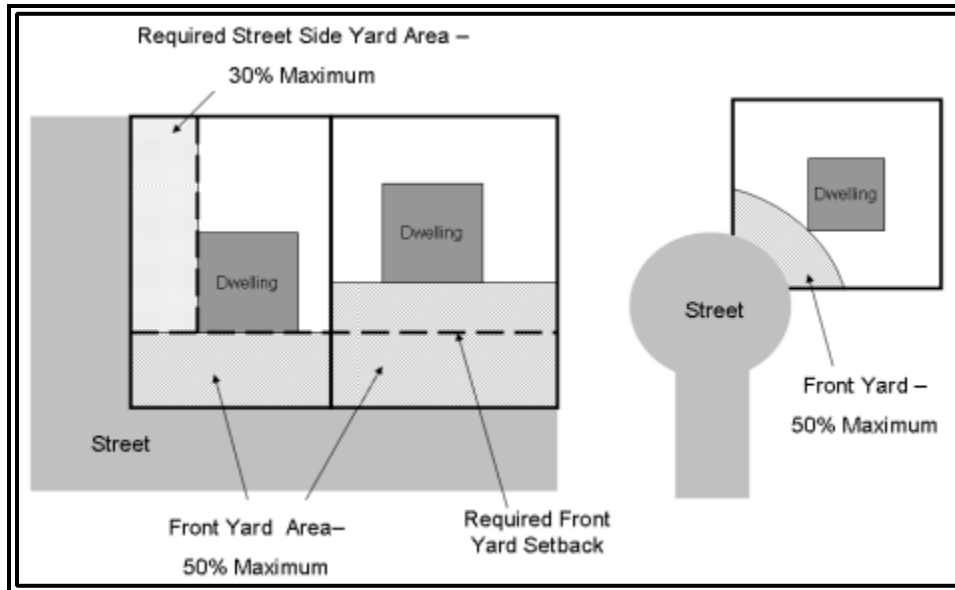 Required Street Side Yard Area –
30% Maximum
Dwelling
Dwelling
Dwelling
Street
Street
Front Yard –
50% Maximum
Front Yard Area–
50% Maximum
Required Front
Yard Setback